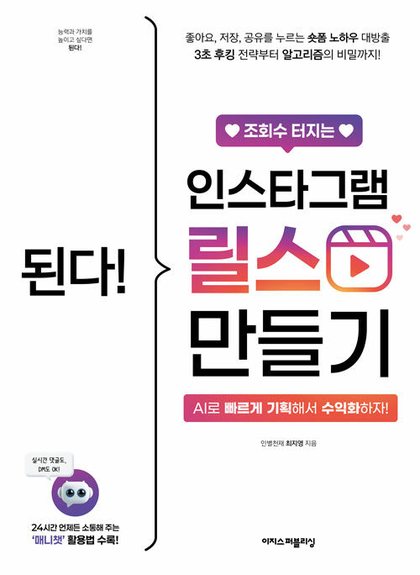 능력과 가치를
높이고 싶다면
된다!
좋아요, 저장, 공유를 누르는 숏폼 노하우 대방출
3초 후킹 전략부터 알고리즘의 비밀까지!
조회수 터지는
인스타그램
릴스
만들기
된다!
AI로 빠르게 기획해서 수익화하자!
인별천재 최지영 지음
실시간 댓글도,
DM도 OK!
24시간 언제든 소통해 주는
‘매니챗’ 활용법 수록!
이지스퍼블리싱